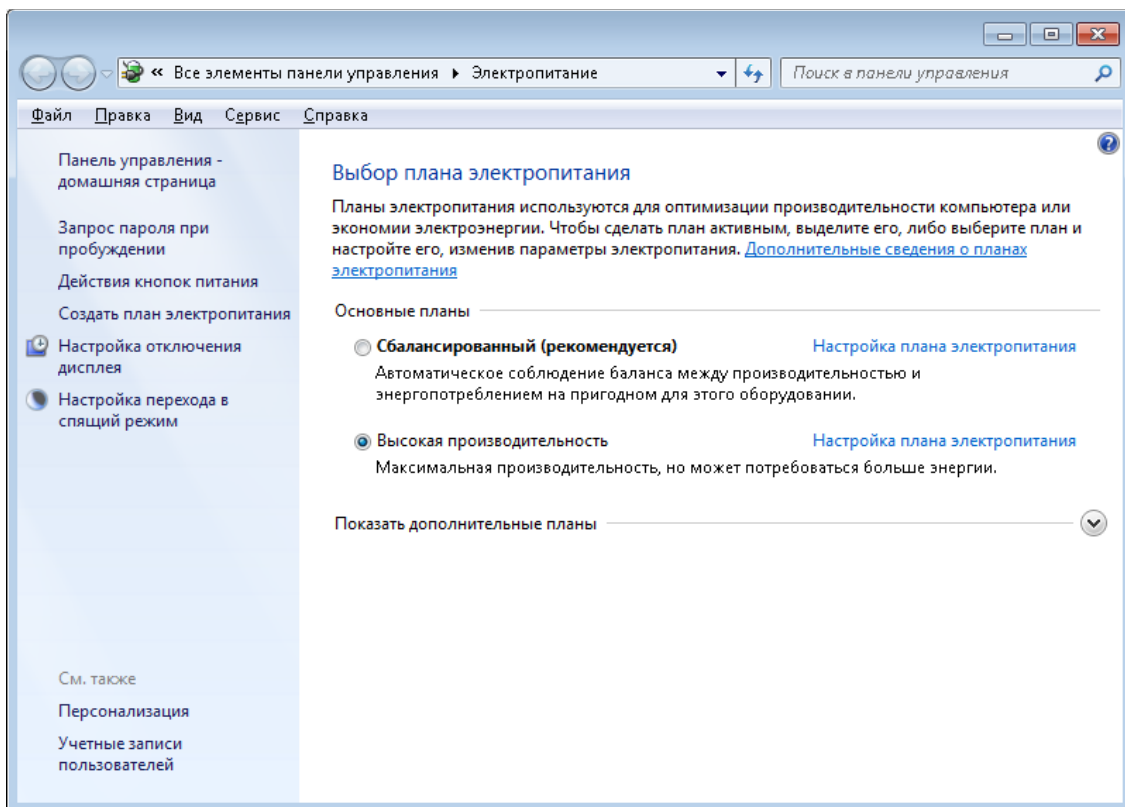 « Все элементы панели управления ▸ Электропитание
Поиск в панели управления
Файл Правка Вид Сервис Справка
Панель управления -
домашняя страница
Запрос пароля при
пробуждении
Действия кнопок питания
Создать план электропитания
Настройка отключения
дисплея
Настройка перехода в
спящий режим
См. также
Персонализация
Учетные записи
пользователей
Выбор плана электропитания
Планы электропитания используются для оптимизации производительности компьютера или
экономии электроэнергии. Чтобы сделать план активным, выделите его, либо выберите план и
настройте его, изменив параметры электропитания. Дополнительные сведения о планах
электропитания
Основные планы
Сбалансированный (рекомендуется) Настройка плана электропитания
Автоматическое соблюдение баланса между производительностью и
энергопотреблением на пригодном для этого оборудовании.
Высокая производительность Настройка плана электропитания
Максимальная производительность, но может потребоваться больше энергии.
Показать дополнительные планы